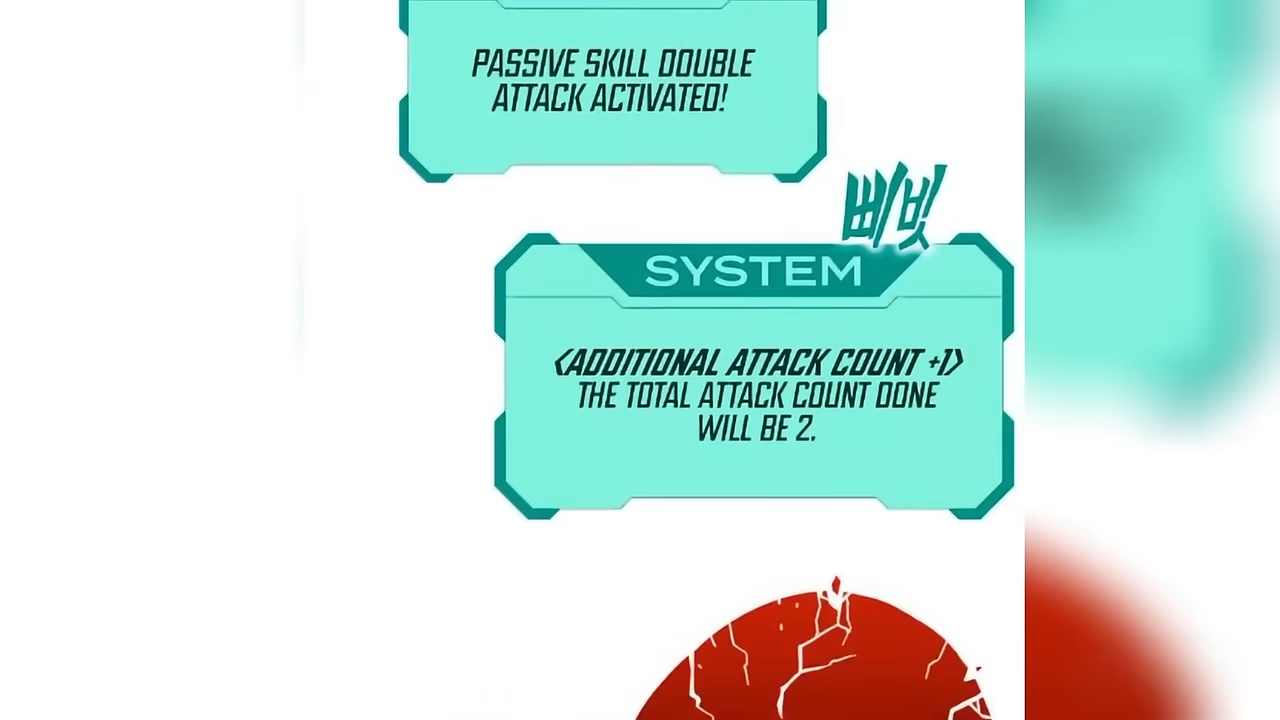 PASSIVE SKILL DOUBLE
ATTACK ACTIVATED!
삐빗
SYSTEM
<ADDITIONAL ATTACK COUNT +1>
THE TOTAL ATTACK COUNT DONE
WILL BE 2.